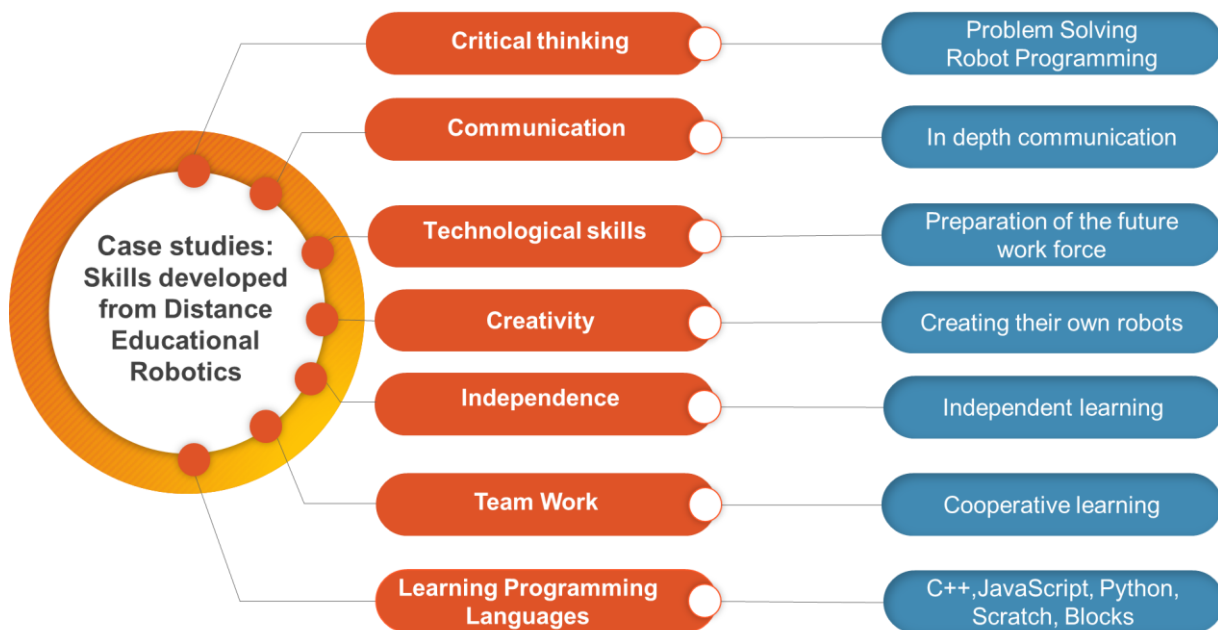 Case studies:
Skills developed
from Distance
Educational
Robotics
Critical thinking
Problem Solving
Robot Programming
Communication
In depth communication
Technological skills
Preparation of the future
work force
Creativity
Creating their own robots
Independence
Independent learning
Team Work
Cooperative learning
Learning Programming
Languages
C++,JavaScript, Python,
Scratch, Blocks